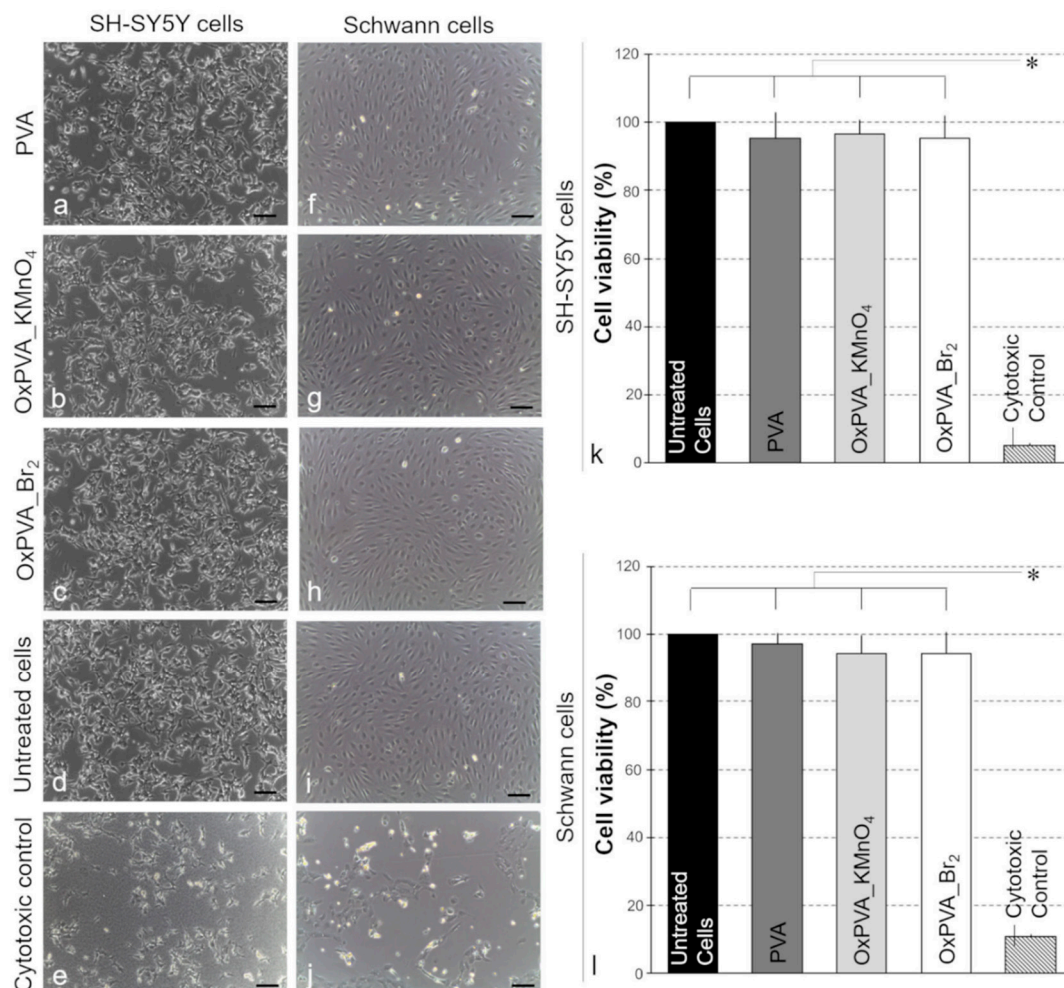 SH-SY5Y cells
Schwann cells
PVA
a
f
OxPVA_KMnO₄
b
g
OxPVA_Br₂
c
h
Untreated cells
d
i
Cytotoxic control
e
j
SH-SY5Y cells
Cell viability (%)
120
100
80
60
40
20
0
*
Untreated
Cells
PVA
OxPVA_KMnO₄
OxPVA_Br₂
Cytotoxic
Control
k
Schwann cells
Cell viability (%)
120
100
80
60
40
20
0
*
Untreated
Cells
PVA
OxPVA_KMnO₄
OxPVA_Br₂
Cytotoxic
Control
l